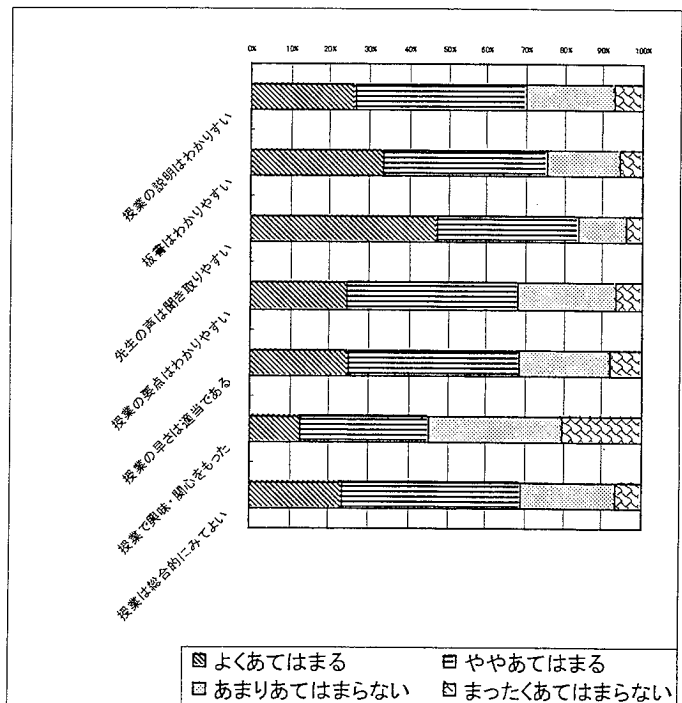 0% 10% 20% 30% 40% 50% 60% 70% 80% 90% 100%
授業の説明はわかりすい
板書はわかりやすい
先生の声は聞き取りやすい
授業の要点はわかりやすい
授業の早さは適当である
授業で興味・関心をもった
授業は総合的にみてよい
よくあてはまる ややあてはまる
あまりあてはまらない まったくあてはまらない